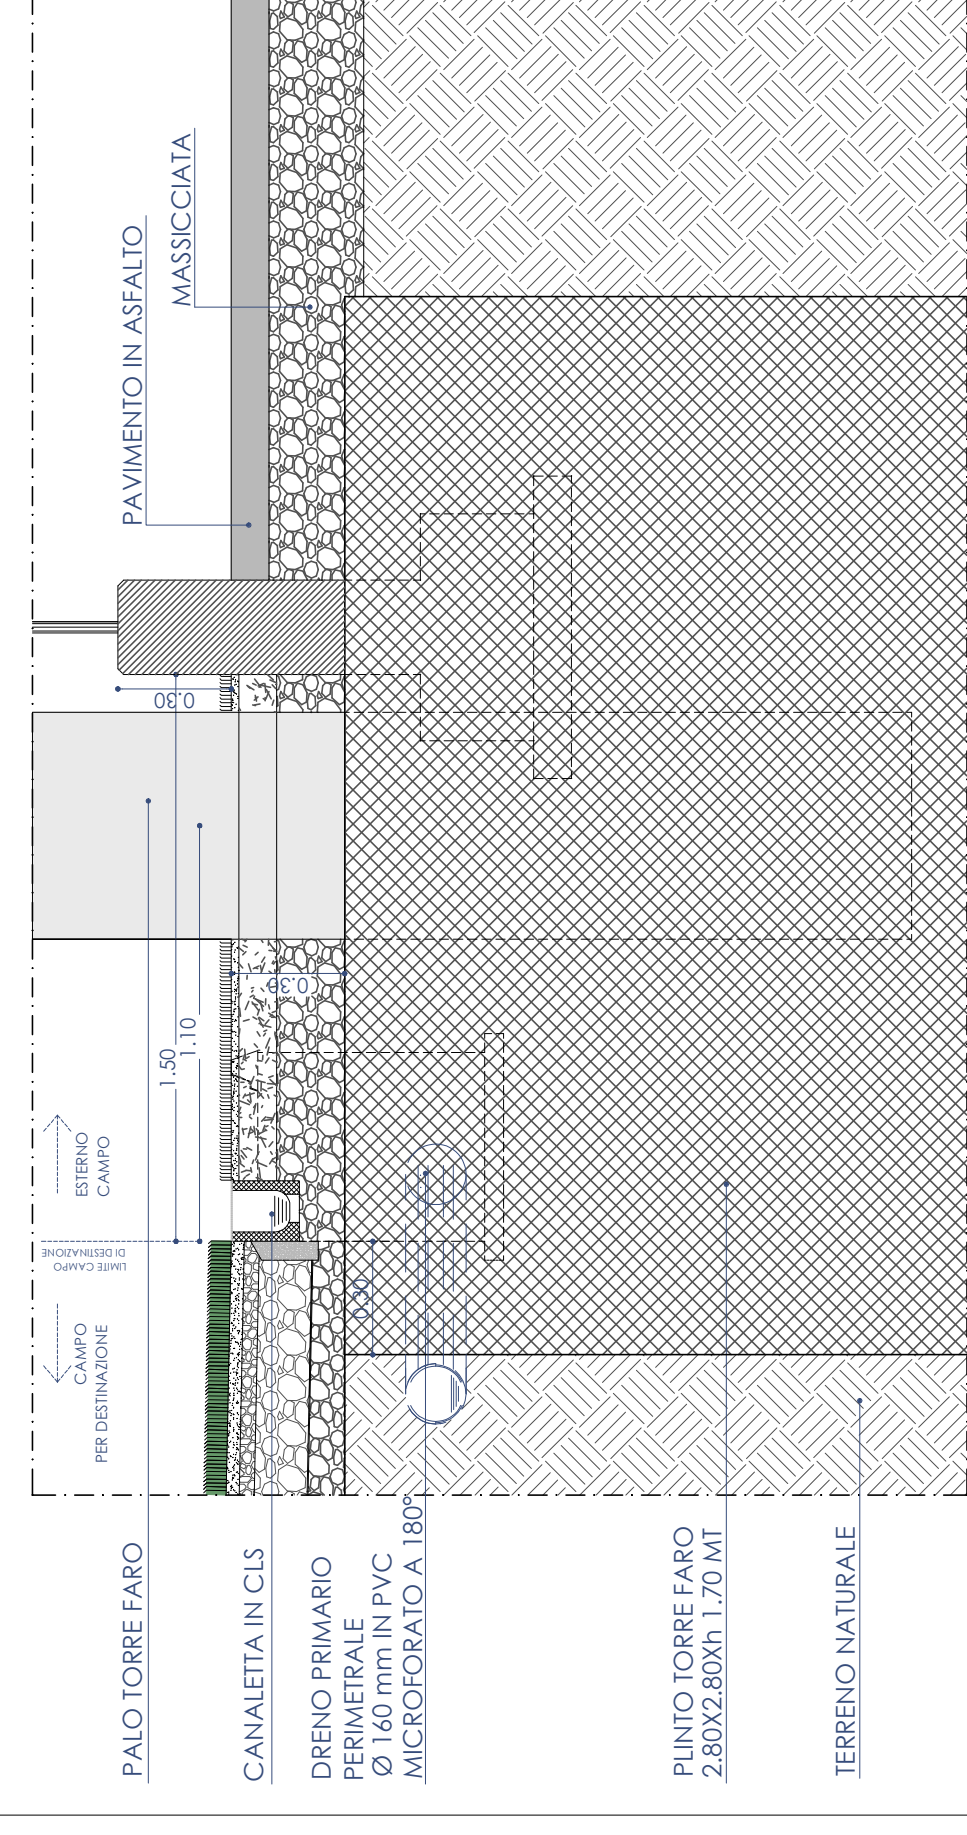 MASSICCIATA
PAVIMENTO IN ASFALTO
0.30
1.50
1.10
0.30
ESTERNO
CAMPO
LIMITE CAMPO
DI DESTINAZIONE
0.30
CAMPO
PER DESTINAZIONE
PALO TORRE FARO
CANALETTA IN CLS
DRENO PRIMARIO
PERIMETRALE
Ø 160 mm IN PVC
MICROFORATO A 180°
PLINTO TORRE FARO
2.80X2.80Xh 1.70 MT
TERRENO NATURALE